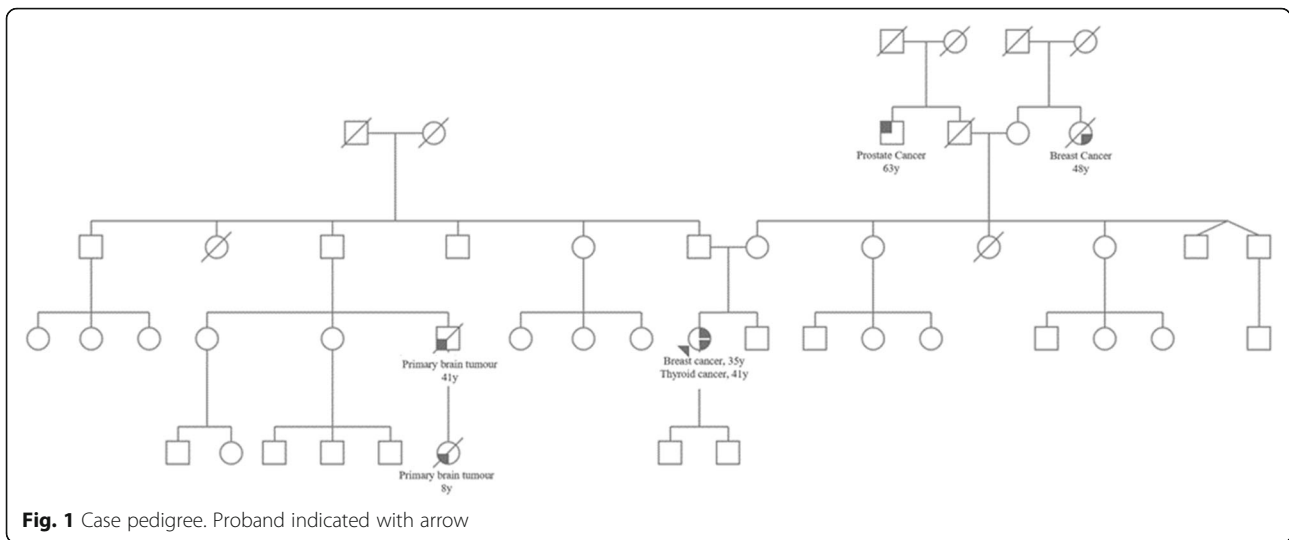 Prostate Cancer
63y
Breast Cancer
48y
Primary brain tumour
41y
Breast cancer, 35y
Thyroid cancer, 41y
Primary brain tumour
8y
Fig. 1 Case pedigree. Proband indicated with arrow